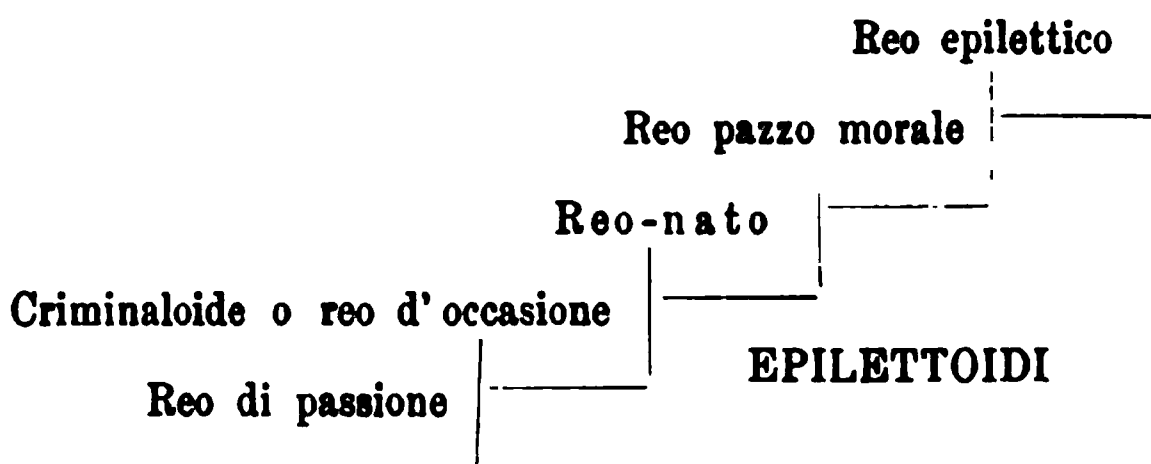 Reo epilettico
Reo pazzo morale
Reo-nato
Criminaloide o reo d'occasione
EPILETTOIDI
Reo di passione